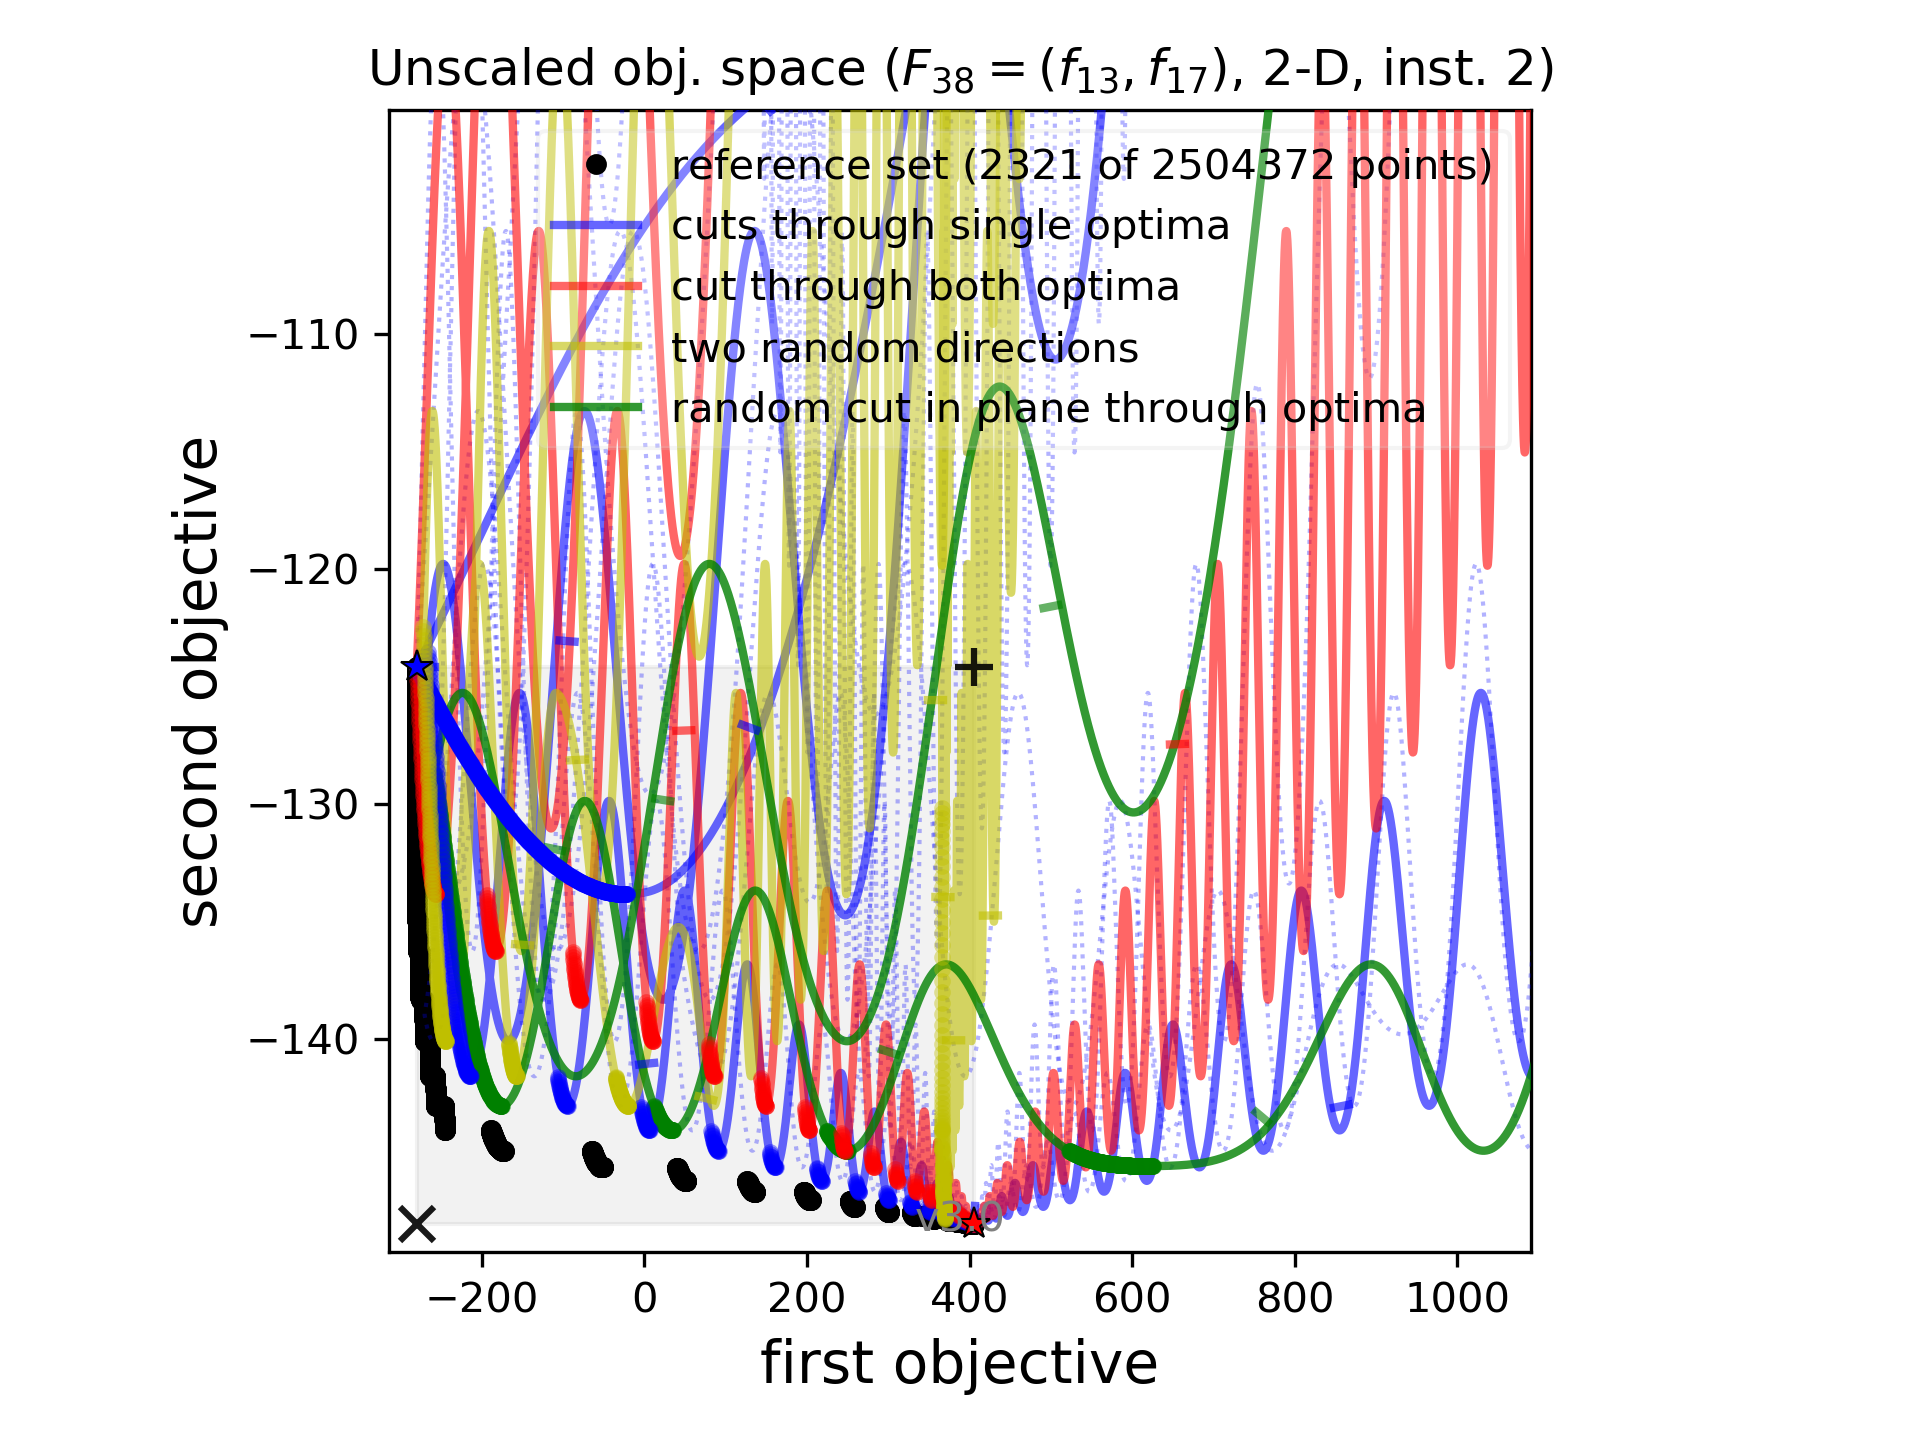 Unscaled obj. space (F38 = (f13, f17), 2-D, inst. 2)
reference set (2321 of 2504372 points)
cuts through single optima
cut through both optima
two random directions
random cut in plane through optima
second objective
−110
−120
−130
−140
v3.0
−200 0 200 400 600 800 1000
first objective